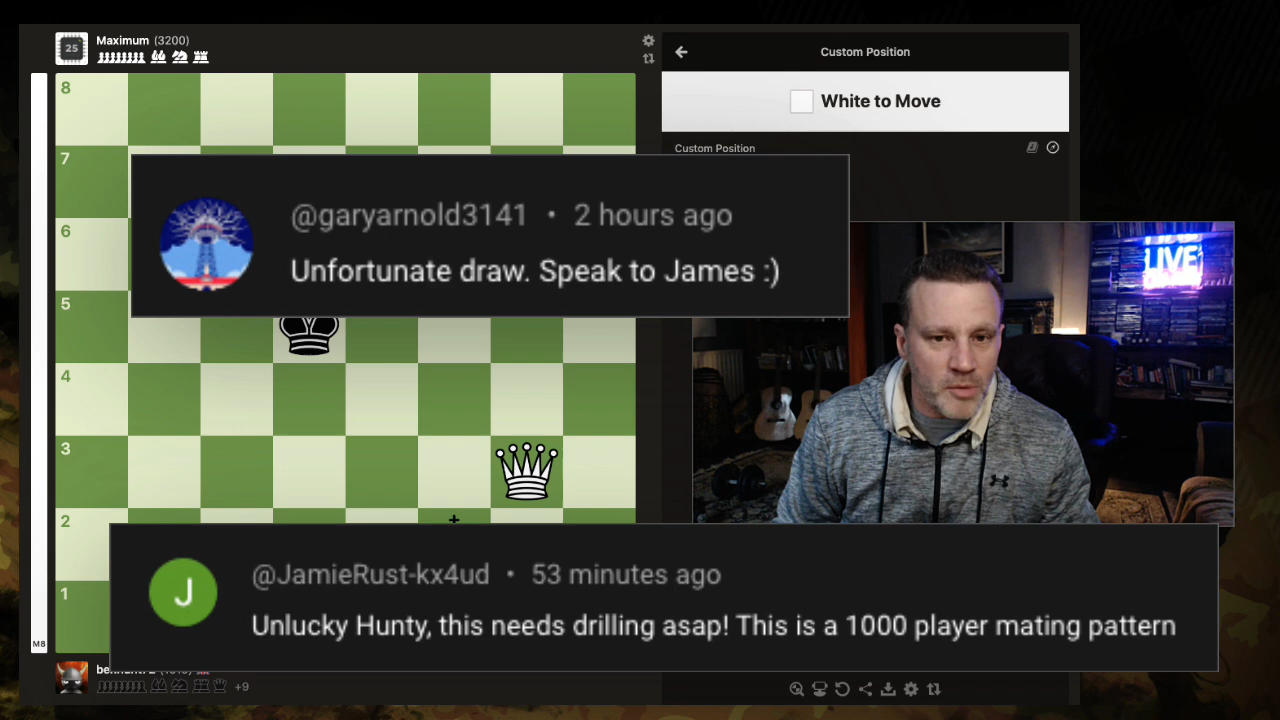 25
Maximum (3200)
Custom Position
White to Move
Custom Position
8
7
6
5
4
3
2
1
@garyarnold3141 • 2 hours ago
Unfortunate draw. Speak to James :)
LIVE
@JamieRust-kx4ud • 53 minutes ago
J
Unlucky Hunty, this needs drilling asap! This is a 1000 player mating pattern
M8
+9